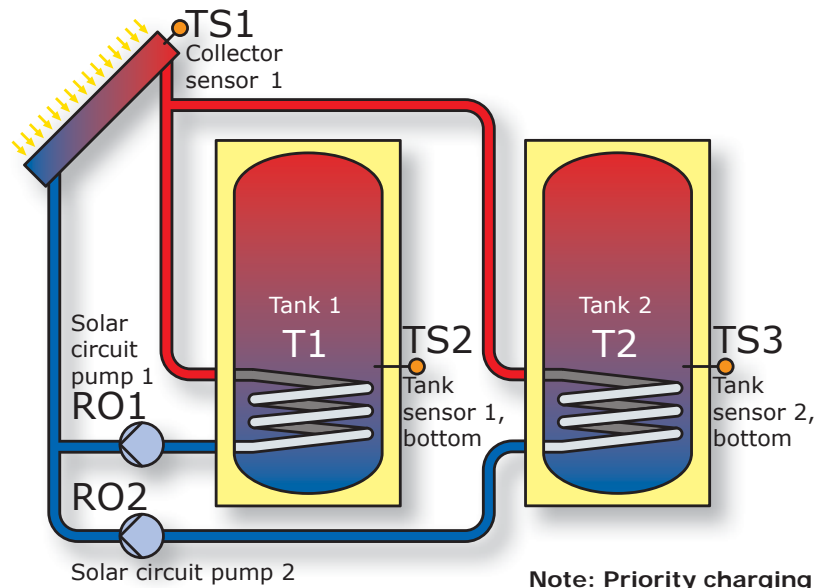 TS1
Collector
sensor 1
Solar
circuit
pump 1
RO1
Tank 1
T1
TS2
Tank
sensor 1,
bottom
Tank 2
T2
TS3
Tank
sensor 2,
bottom
RO2
Solar circuit pump 2
Note: Priority charging